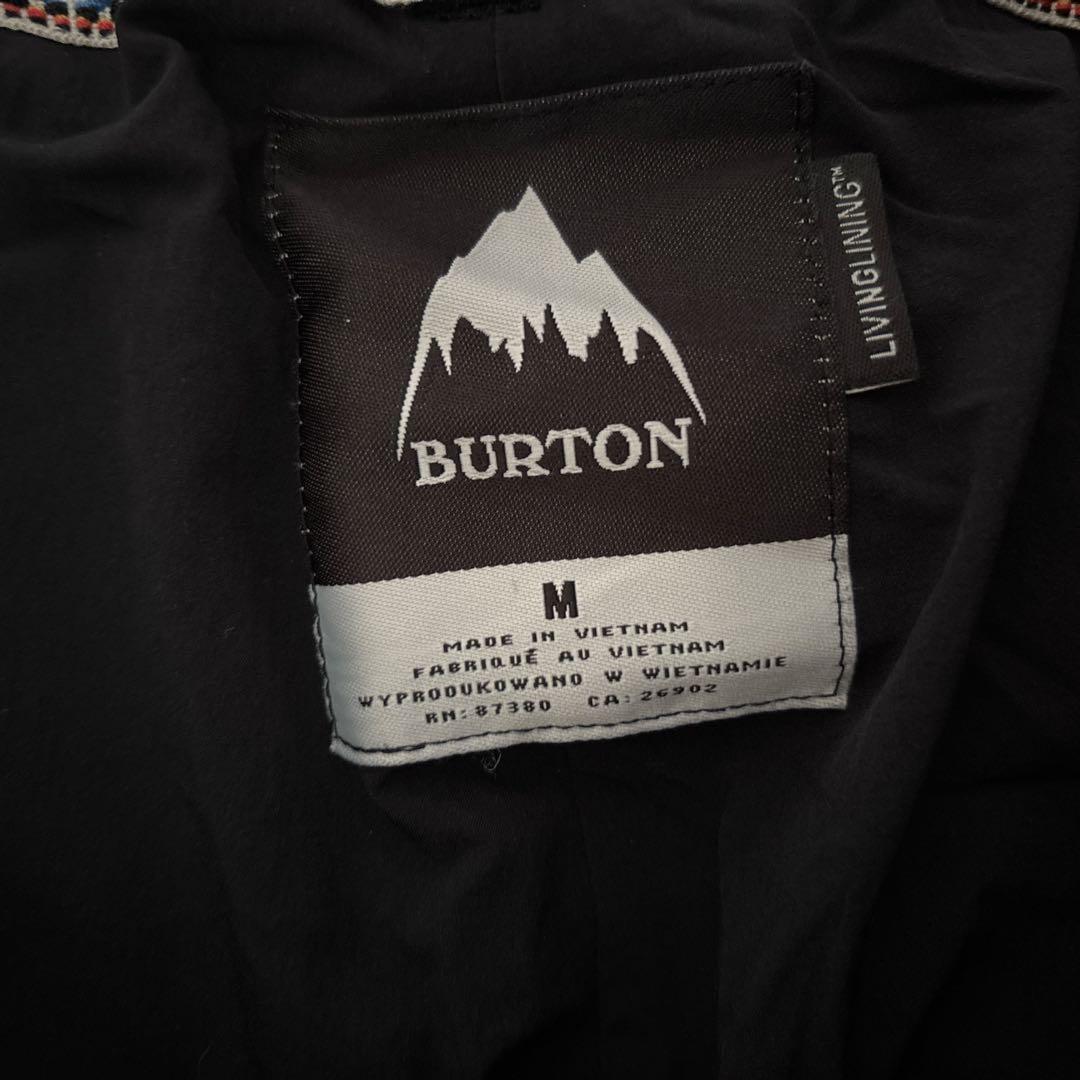 BURTON
LIVINGLINING™
M
MADE IN VIETNAM
FABRIQUÉ AU VIETNAM
WYPRODUKOWANO W WIETNAMIE
RN: 87380 CA: 26902